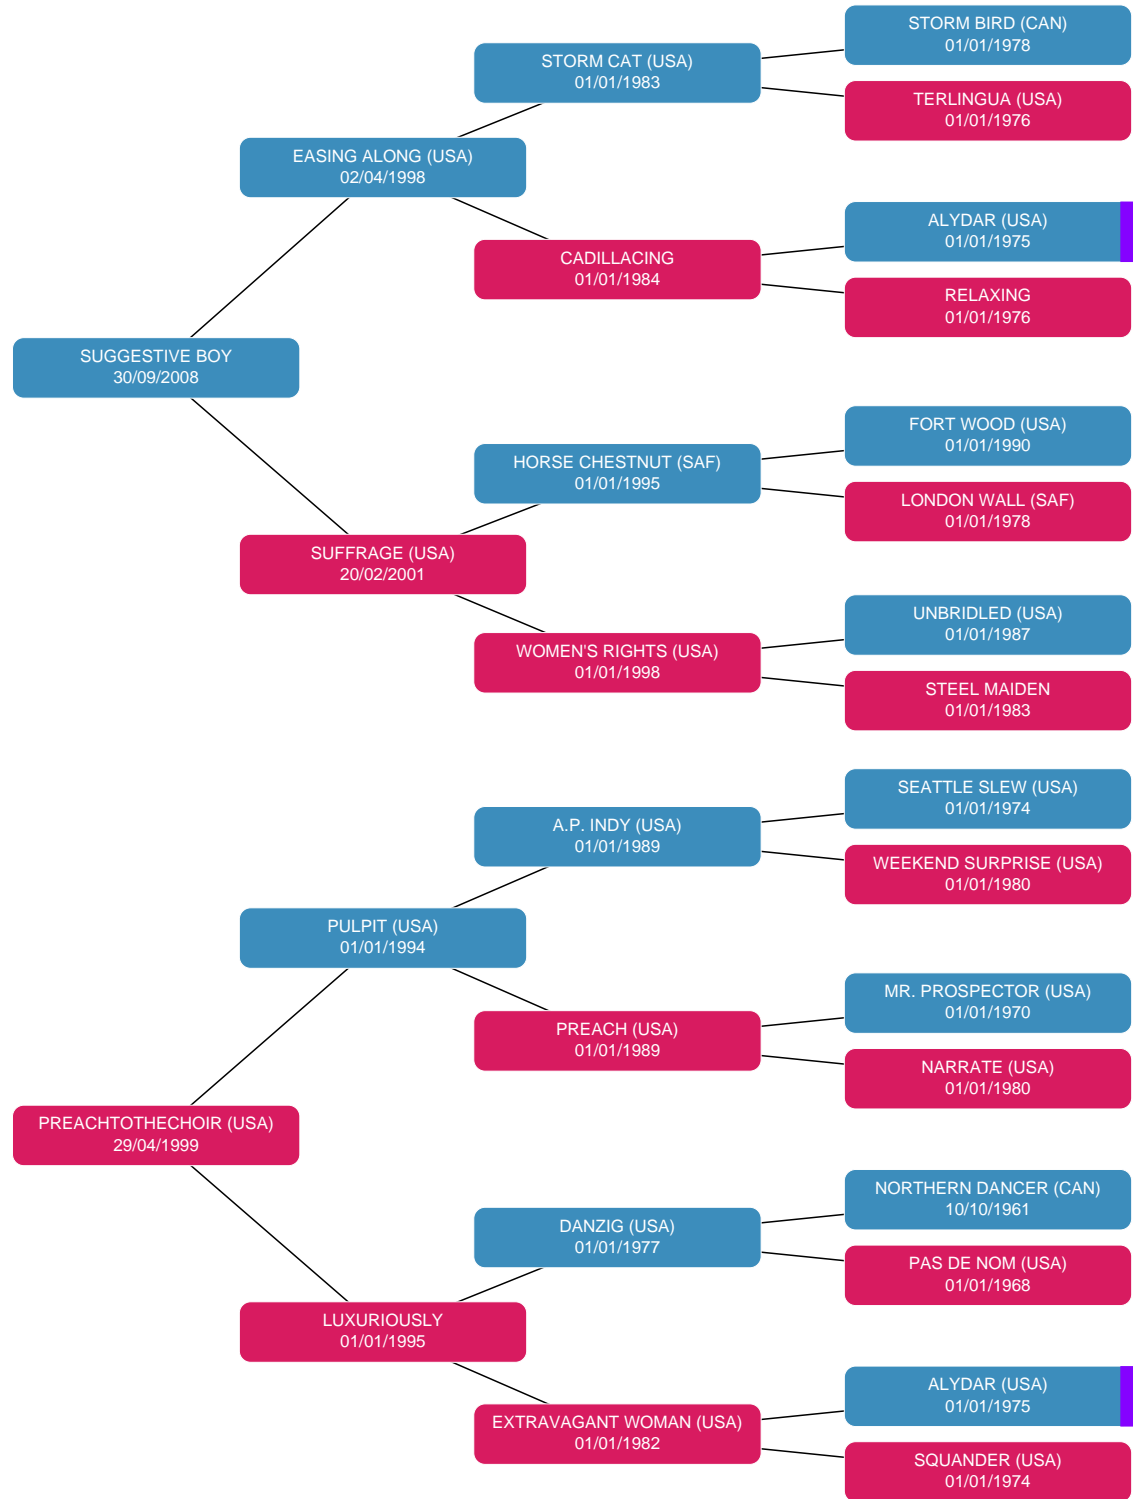 STORM BIRD (CAN)
01/01/1978
STORM CAT (USA)
01/01/1983
TERLINGUA (USA)
01/01/1976
EASING ALONG (USA)
02/04/1998
ALYDAR (USA)
01/01/1975
CADILLACING
01/01/1984
RELAXING
01/01/1976
SUGGESTIVE BOY
30/09/2008
FORT WOOD (USA)
01/01/1990
HORSE CHESTNUT (SAF)
01/01/1995
LONDON WALL (SAF)
01/01/1978
SUFFRAGE (USA)
20/02/2001
UNBRIDLED (USA)
01/01/1987
WOMEN'S RIGHTS (USA)
01/01/1998
STEEL MAIDEN
01/01/1983
SEATTLE SLEW (USA)
01/01/1974
A.P. INDY (USA)
01/01/1989
WEEKEND SURPRISE (USA)
01/01/1980
PULPIT (USA)
01/01/1994
MR. PROSPECTOR (USA)
01/01/1970
PREACH (USA)
01/01/1989
NARRATE (USA)
01/01/1980
PREACHTOTHECHOIR (USA)
29/04/1999
NORTHERN DANCER (CAN)
10/10/1961
DANZIG (USA)
01/01/1977
PAS DE NOM (USA)
01/01/1968
LUXURIOUSLY
01/01/1995
ALYDAR (USA)
01/01/1975
EXTRAVAGANT WOMAN (USA)
01/01/1982
SQUANDER (USA)
01/01/1974